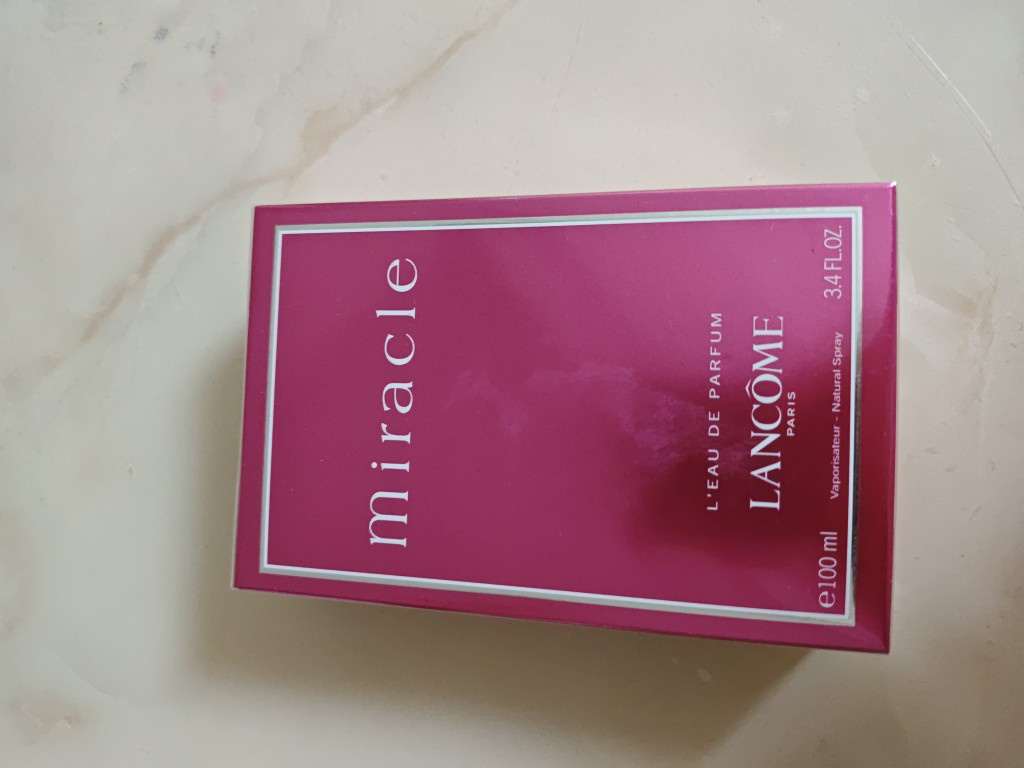 miracle
L'EAU DE PARFUM
LANCÔME
PARIS
Vaporisateur - Natural Spray
℮100 ml 3.4 FL.OZ.